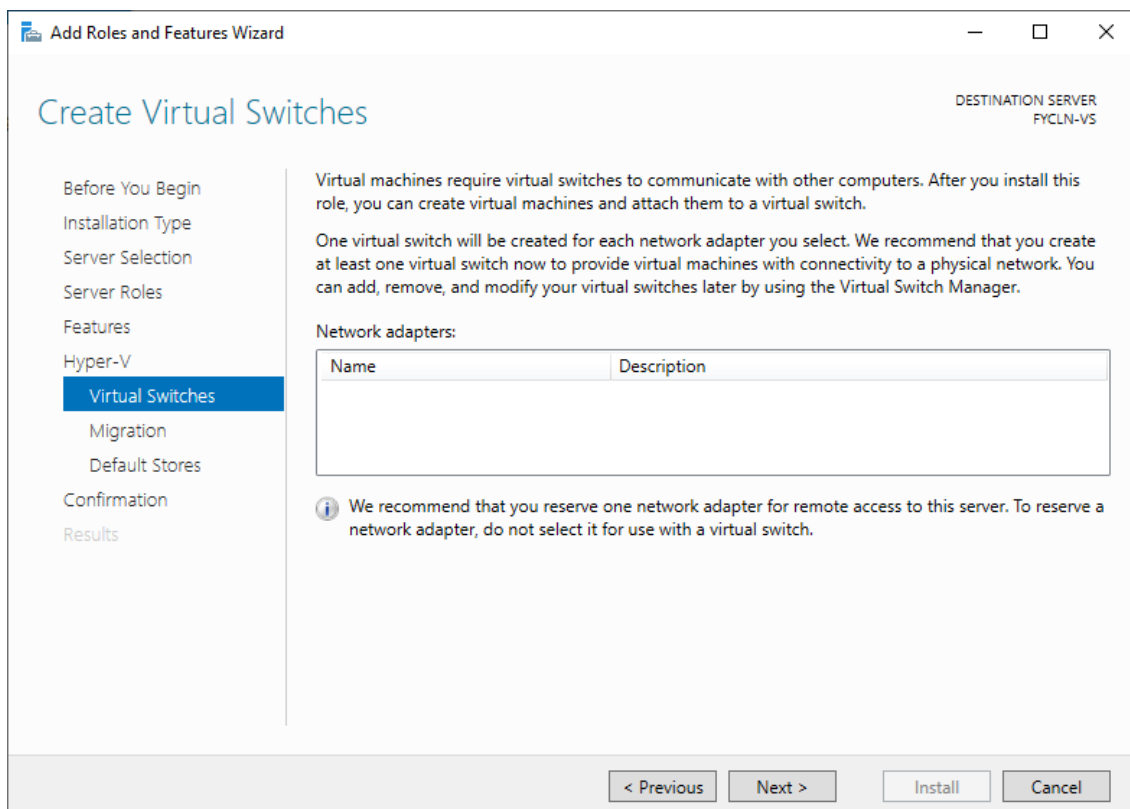 Add Roles and Features Wizard
Create Virtual Switches
DESTINATION SERVER
FYCLN-VS
Before You Begin
Installation Type
Server Selection
Server Roles
Features
Hyper-V
Virtual Switches
Migration
Default Stores
Confirmation
Results
Virtual machines require virtual switches to communicate with other computers. After you install this
role, you can create virtual machines and attach them to a virtual switch.
One virtual switch will be created for each network adapter you select. We recommend that you create
at least one virtual switch now to provide virtual machines with connectivity to a physical network. You
can add, remove, and modify your virtual switches later by using the Virtual Switch Manager.
Network adapters:
Name Description
We recommend that you reserve one network adapter for remote access to this server. To reserve a
network adapter, do not select it for use with a virtual switch.
< Previous Next > Install Cancel